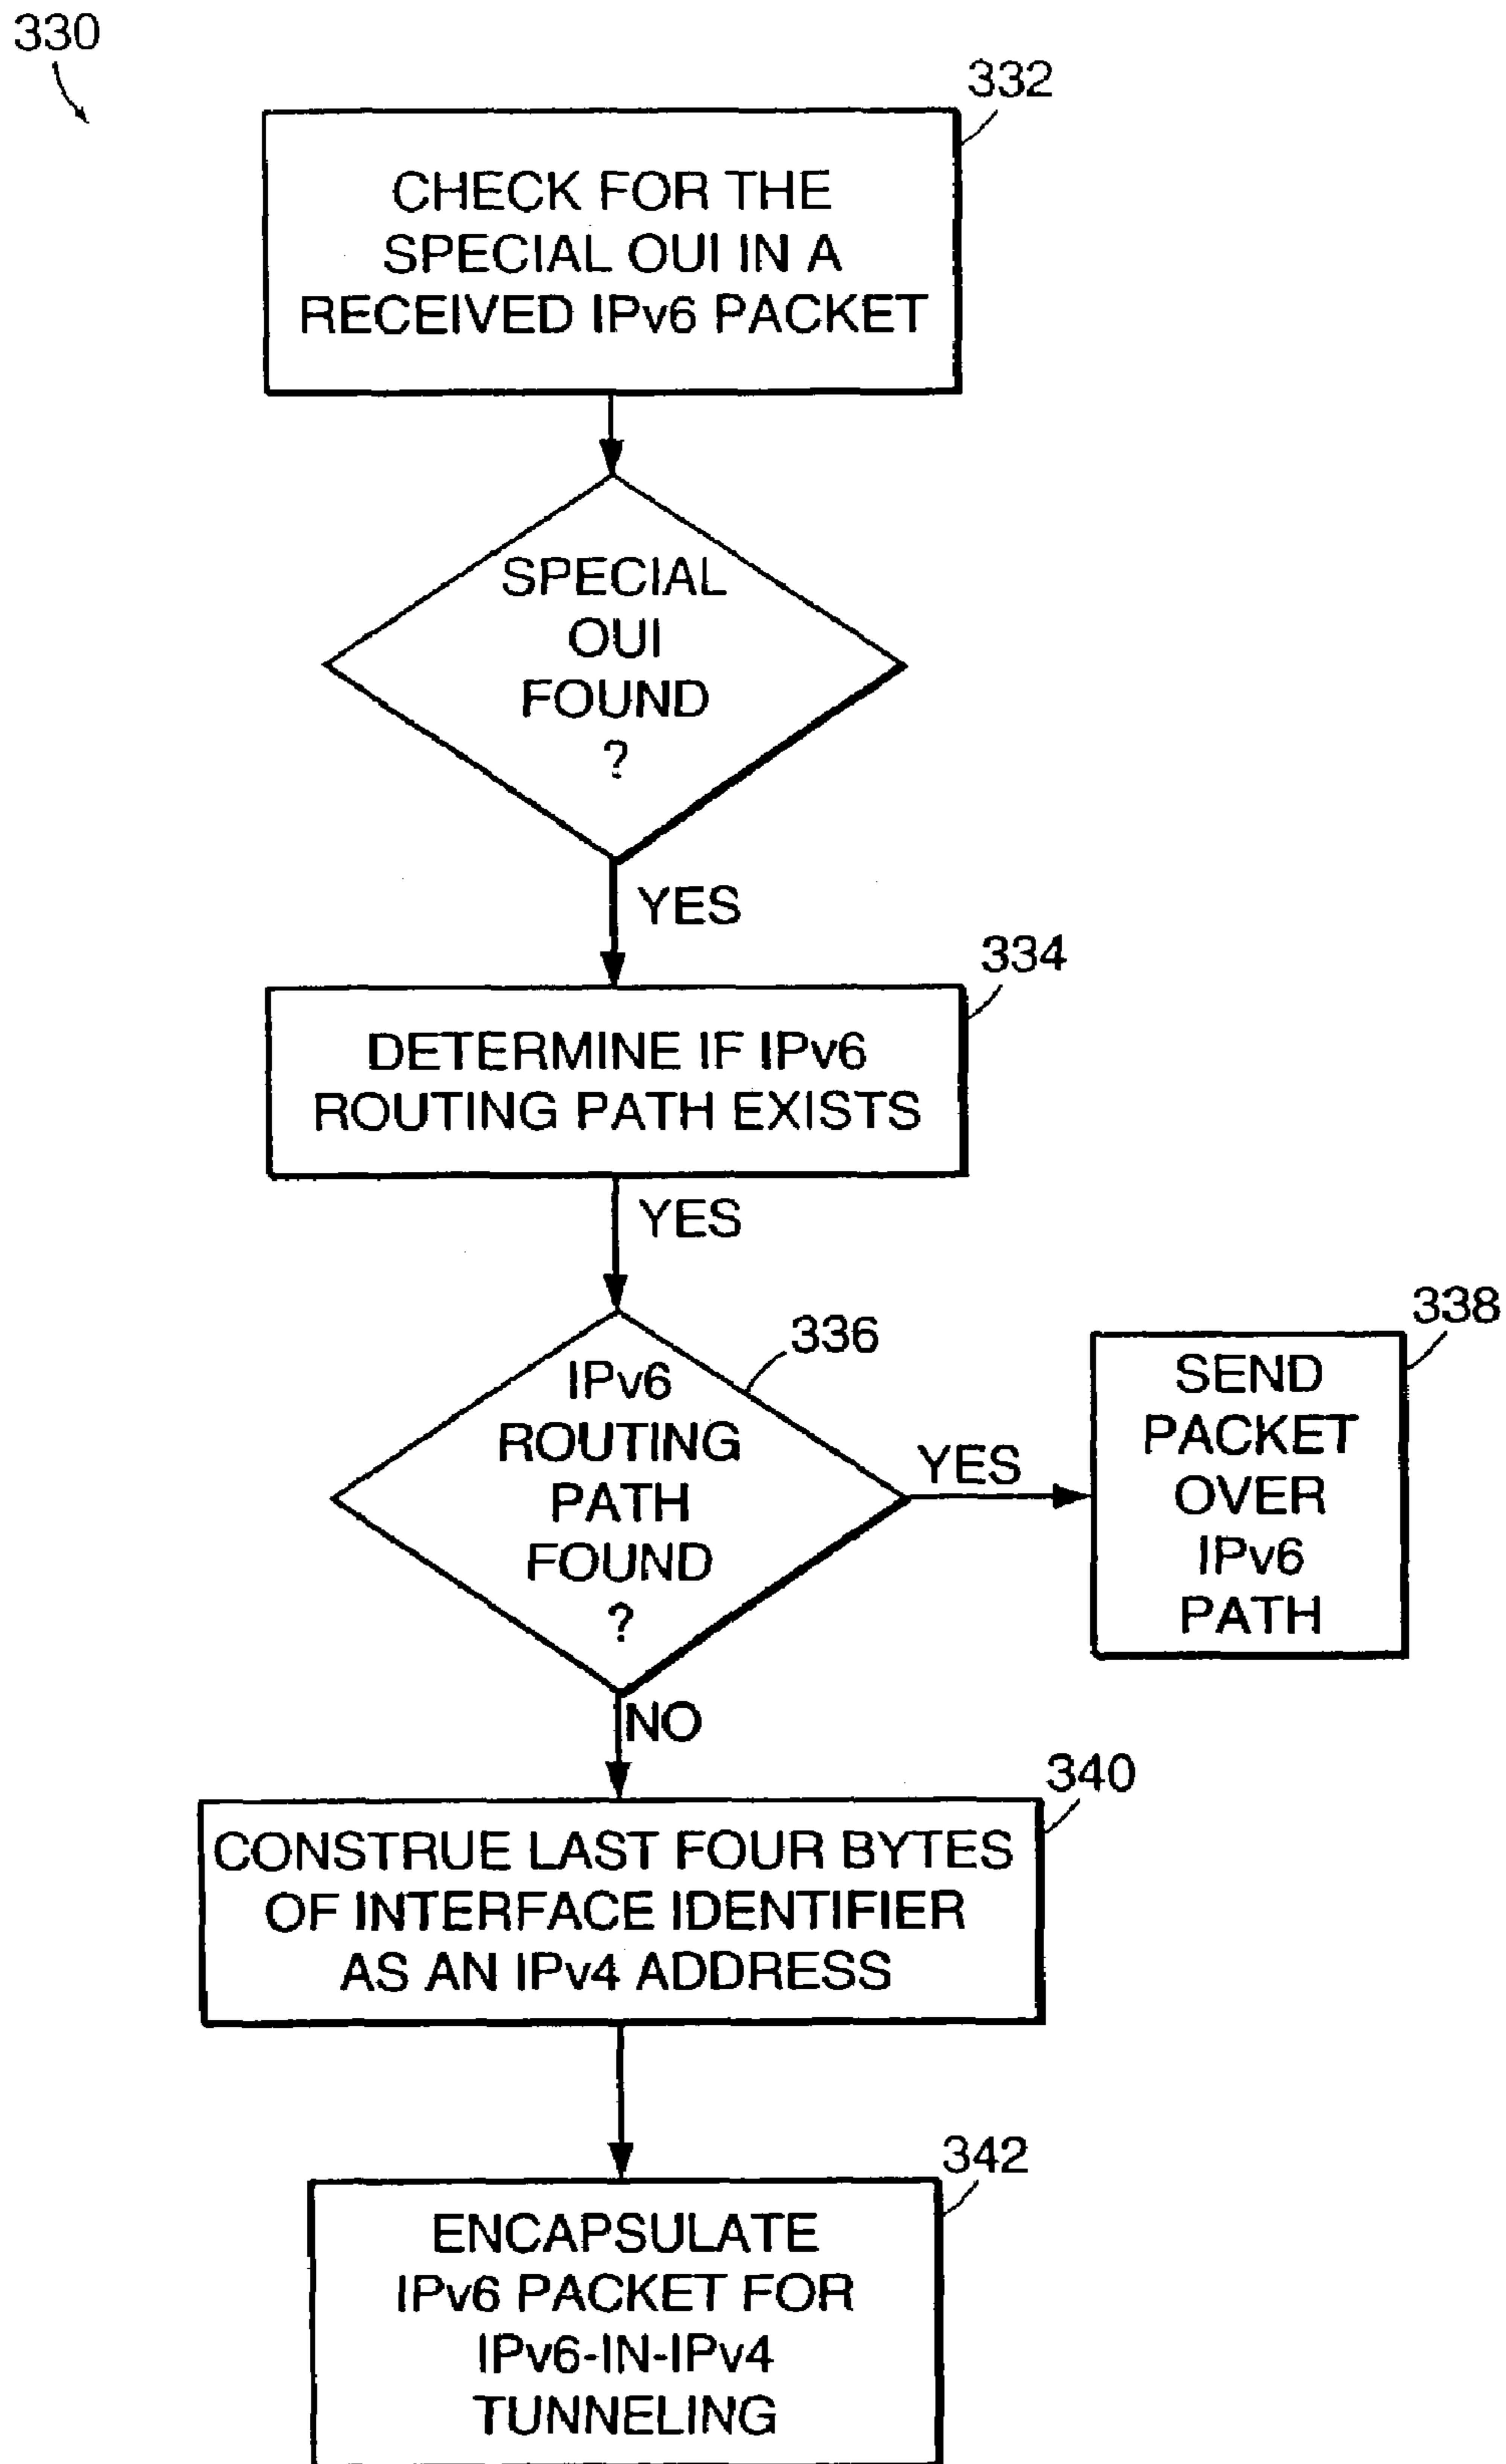 330
332
CHECK FOR THE
SPECIAL OUI IN A
RECEIVED IPv6 PACKET
SPECIAL
OUI
FOUND
?
YES
334
DETERMINE IF IPv6
ROUTING PATH EXISTS
YES
336
IPv6
ROUTING
PATH
FOUND
?
YES
338
SEND
PACKET
OVER
IPv6
PATH
NO
340
CONSTRUE LAST FOUR BYTES
OF INTERFACE IDENTIFIER
AS AN IPv4 ADDRESS
342
ENCAPSULATE
IPv6 PACKET FOR
IPv6-IN-IPv4
TUNNELING